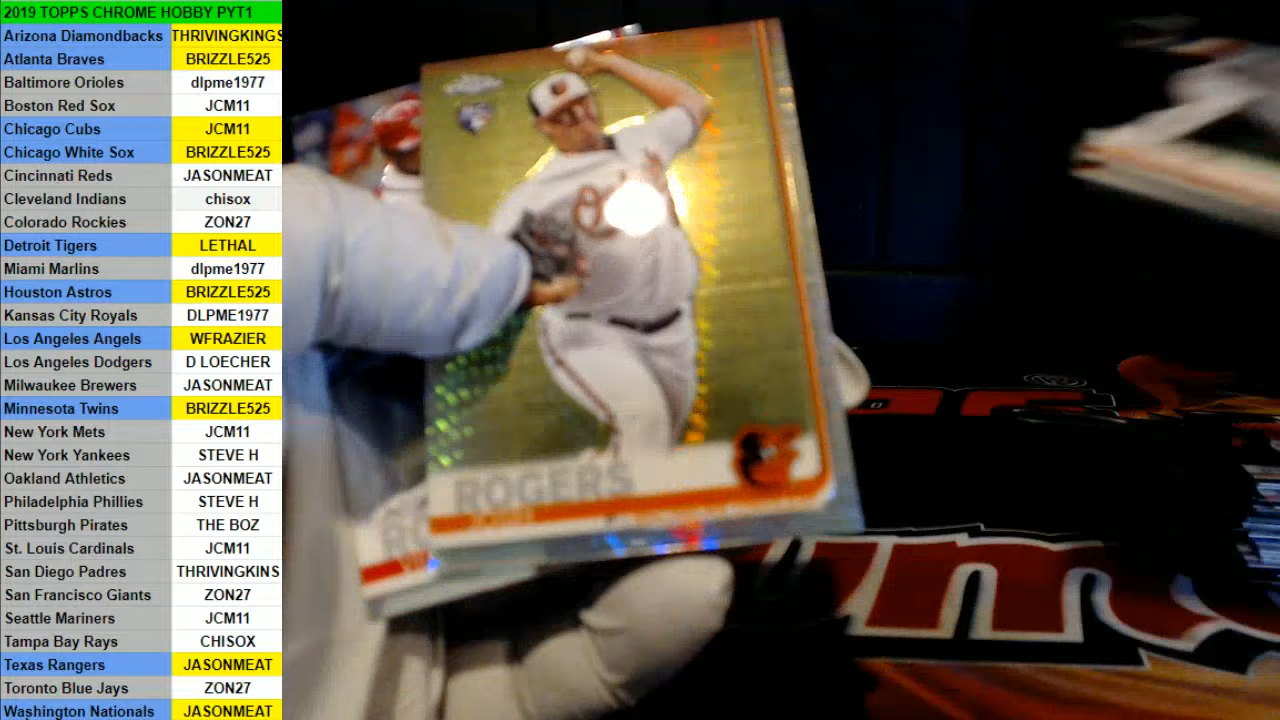 2019 TOPPS CHROME HOBBY PYT1
Arizona Diamondbacks THRIVINGKINGS
Atlanta Braves BRIZZLE525
Baltimore Orioles dlpme1977
Boston Red Sox JCM11
Chicago Cubs JCM11
Chicago White Sox BRIZZLE525
Cincinnati Reds JASONMEAT
Cleveland Indians chisox
Colorado Rockies ZON27
Detroit Tigers LETHAL
Miami Marlins dlpme1977
Houston Astros BRIZZLE525
Kansas City Royals DLPME1977
Los Angeles Angels WFRAZIER
Los Angeles Dodgers D LOECHER
Milwaukee Brewers JASONMEAT
Minnesota Twins BRIZZLE525
New York Mets JCM11
New York Yankees STEVE H
Oakland Athletics JASONMEAT
Philadelphia Phillies STEVE H
Pittsburgh Pirates THE BOZ
St. Louis Cardinals JCM11
San Diego Padres THRIVINGKINS
San Francisco Giants ZON27
Seattle Mariners JCM11
Tampa Bay Rays CHISOX
Texas Rangers JASONMEAT
Toronto Blue Jays ZON27
Washington Nationals JASONMEAT
ROGERS